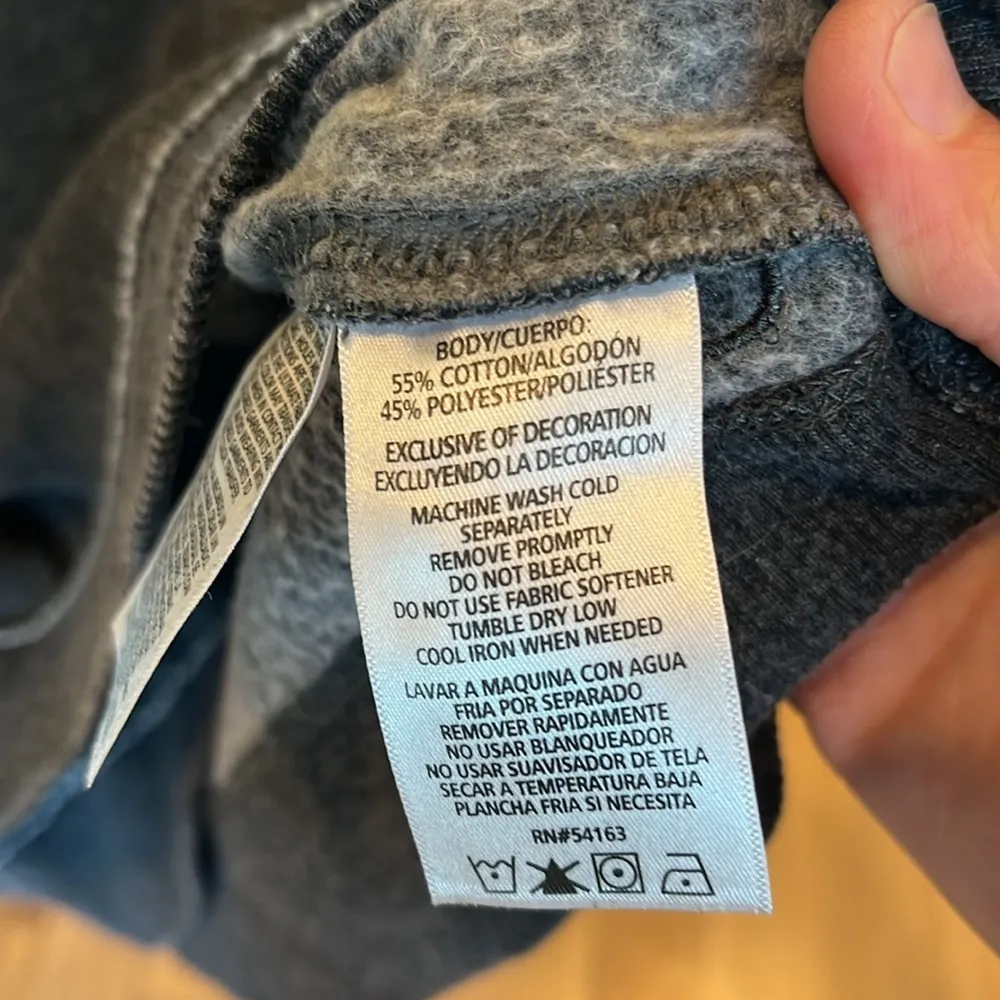 BODY/CUERPO:
55% COTTON/ALGODÓN
45% POLYESTER/POLIÉSTER
EXCLUSIVE OF DECORATION
EXCLUYENDO LA DECORACION
MACHINE WASH COLD
SEPARATELY
REMOVE PROMPTLY
DO NOT BLEACH
DO NOT USE FABRIC SOFTENER
TUMBLE DRY LOW
COOL IRON WHEN NEEDED
LAVAR A MAQUINA CON AGUA
FRIA POR SEPARADO
REMOVER RAPIDAMENTE
NO USAR BLANQUEADOR
NO USAR SUAVISADOR DE TELA
SECAR A TEMPERATURA BAJA
PLANCHA FRIA SI NECESITA
RN#54163